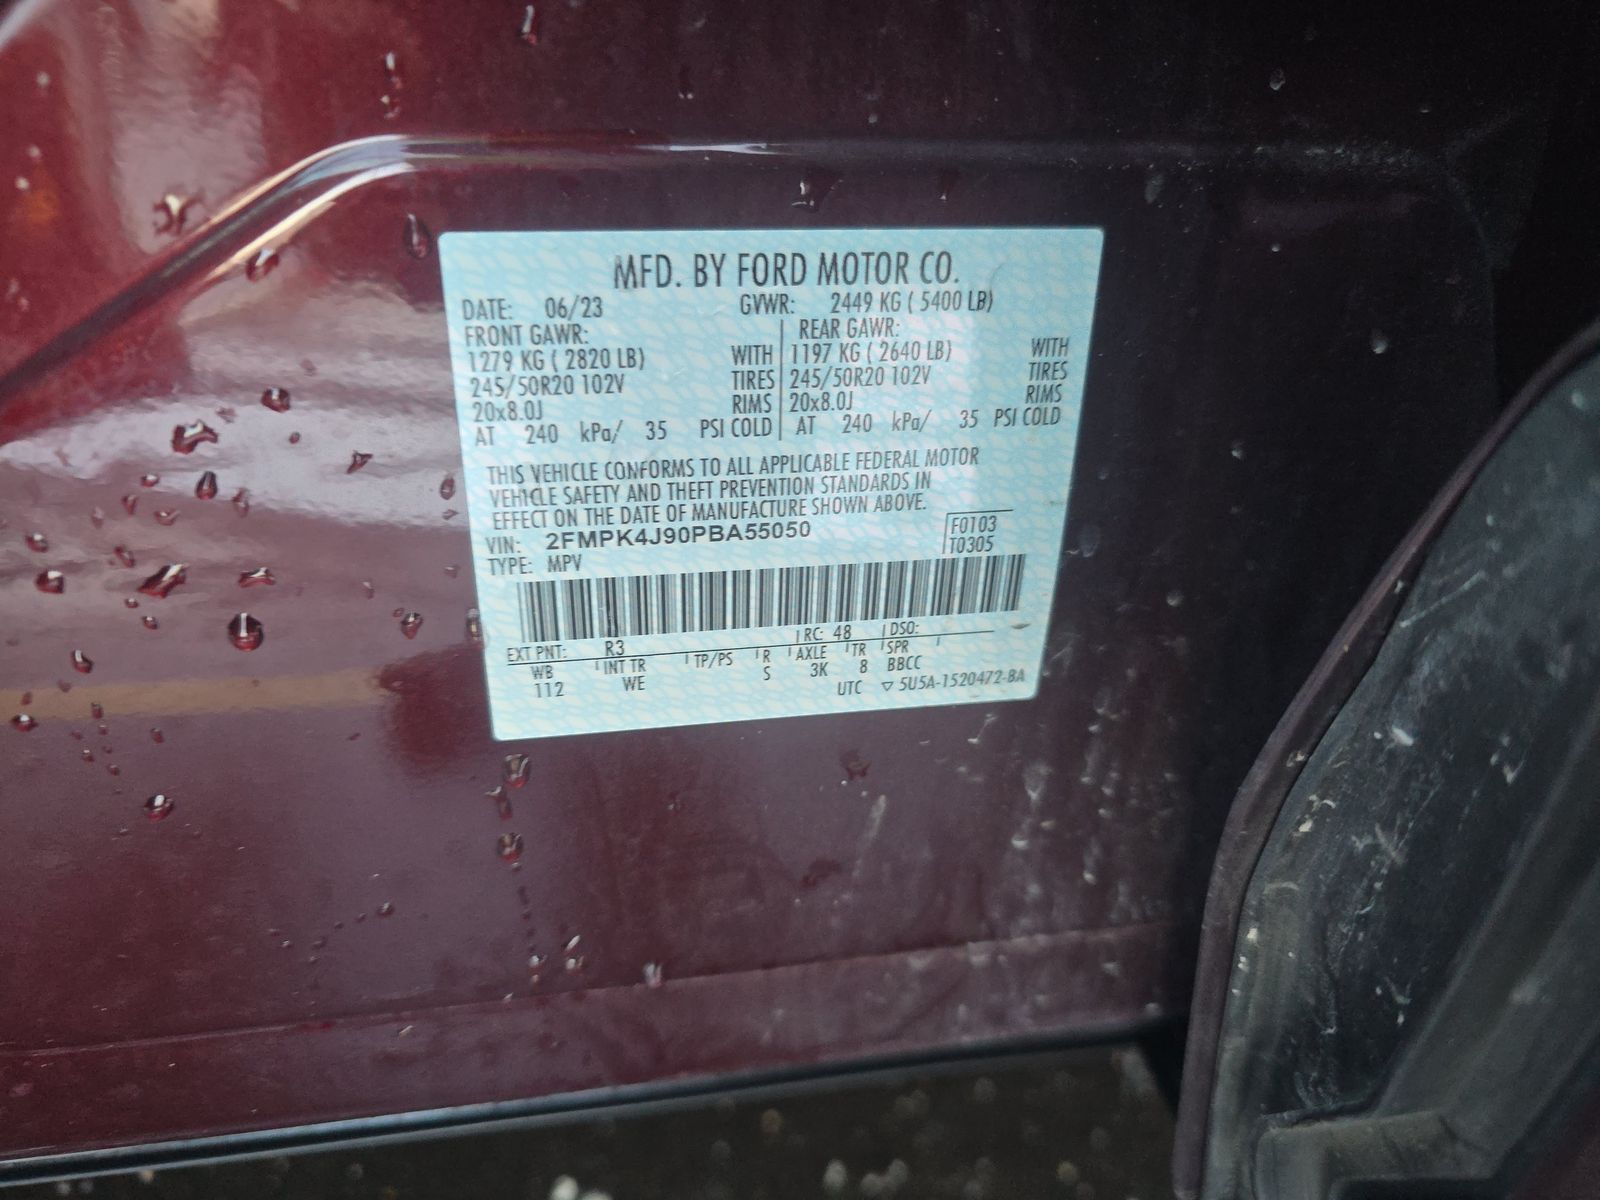 MFD. BY FORD MOTOR CO.
DATE: 06/23 GVWR: 2449 KG ( 5400 LB)
FRONT GAWR: REAR GAWR:
1279 KG ( 2820 LB) WITH 1197 KG ( 2640 LB) WITH
245/50R20 102V TIRES 245/50R20 102V TIRES
20x8.0J RIMS 20x8.0J RIMS
AT 240 kPa/ 35 PSI COLD AT 240 kPa/ 35 PSI COLD
THIS VEHICLE CONFORMS TO ALL APPLICABLE FEDERAL MOTOR
VEHICLE SAFETY AND THEFT PREVENTION STANDARDS IN
EFFECT ON THE DATE OF MANUFACTURE SHOWN ABOVE.
VIN: 2FMPK4J90PBA55050 F0103
TYPE: MPV T0305
EXT PNT: R3 RC: 48 DSO:
WB INT TR TP/PS R AXLE TR SPR
112 WE S 3K 8 BBCC
UTC ▽ 5U5A-1520472-BA